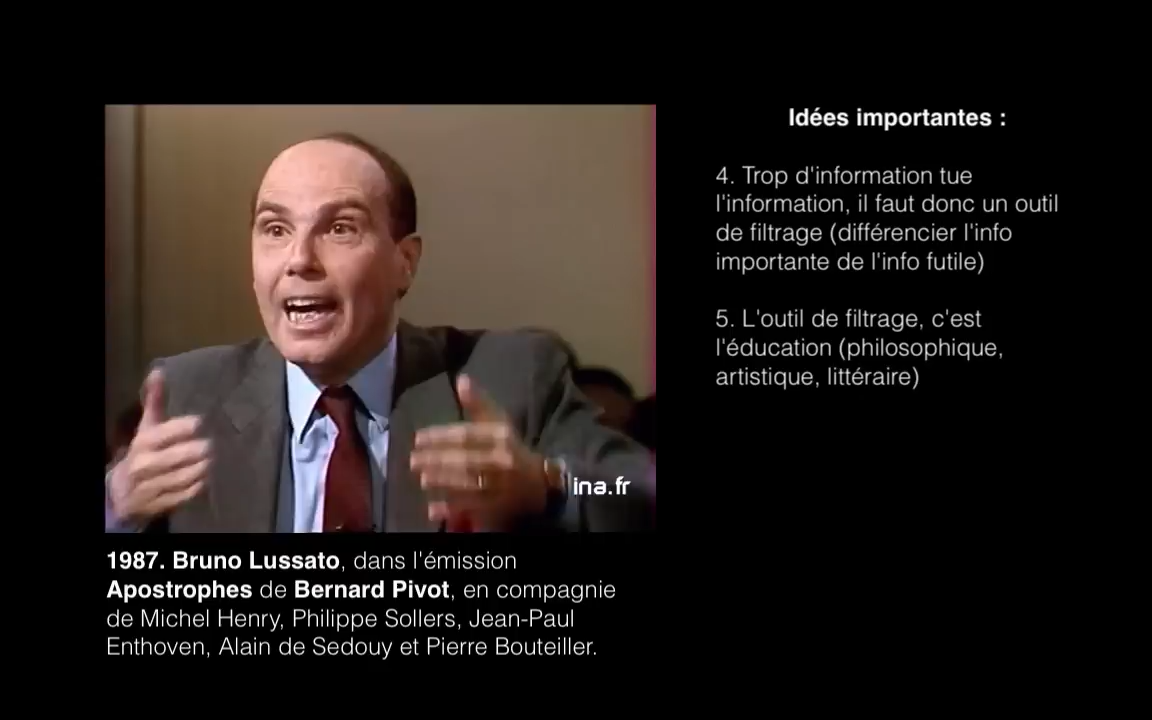 Idées importantes :
4. Trop d'information tue
l'information, il faut donc un outil
de filtrage (différencier l'info
importante de l'info futile)
5. L'outil de filtrage, c'est
l'éducation (philosophique,
artistique, littéraire)
ina.fr
1987. Bruno Lussato, dans l'émission
Apostrophes de Bernard Pivot, en compagnie
de Michel Henry, Philippe Sollers, Jean-Paul
Enthoven, Alain de Sedouy et Pierre Bouteiller.